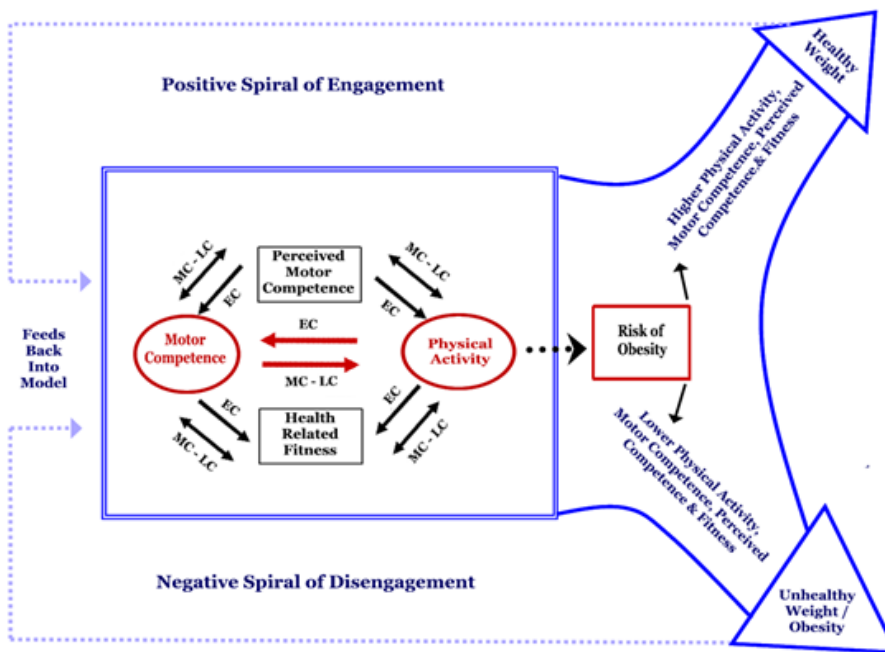 Healthy
Weight
Positive Spiral of Engagement
Higher Physical Activity,
Motor Competence, Perceived
Competence,& Fitness
MC - LC
EC
Perceived
Motor
Competence
MC - LC
EC
Feeds
Back
Into
Model
Motor
Competence
EC
MC - LC
Physical
Activity
Risk of
Obesity
EC
MC - LC
Health
Related
Fitness
EC
MC - LC
Lower Physical Activity,
Motor Competence, Perceived
Competence & Fitness
Negative Spiral of Disengagement
Unhealthy
Weight /
Obesity